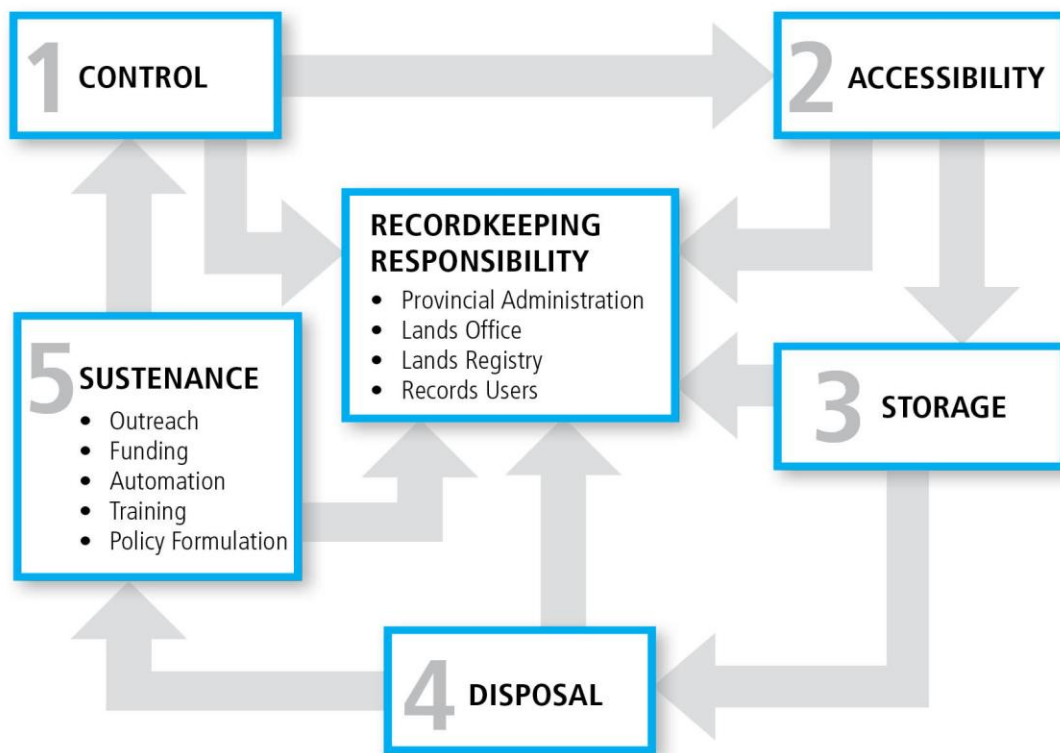 1 CONTROL
2 ACCESSIBILITY
RECORDKEEPING
RESPONSIBILITY
• Provincial Administration
• Lands Office
• Lands Registry
• Records Users
3 STORAGE
5 SUSTENANCE
• Outreach
• Funding
• Automation
• Training
• Policy Formulation
4 DISPOSAL